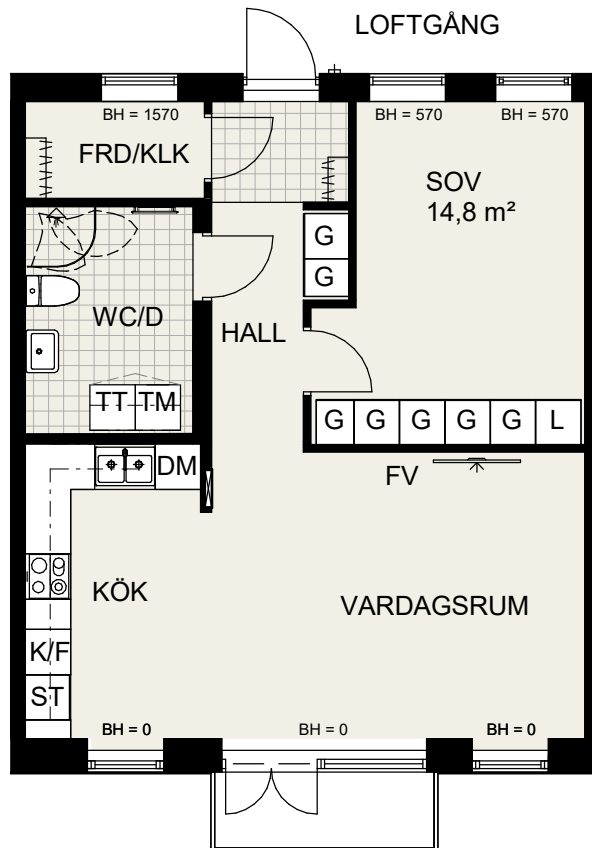 LOFTGÅNG
BH = 1570
BH = 570
BH = 570
FRD/KLK
SOV
14,8 m²
G
G
WC/D
HALL
TT
TM
G
G
G
G
G
L
DM
FV
KÖK
VARDAGSRUM
K/F
ST
BH = 0
BH = 0
BH = 0